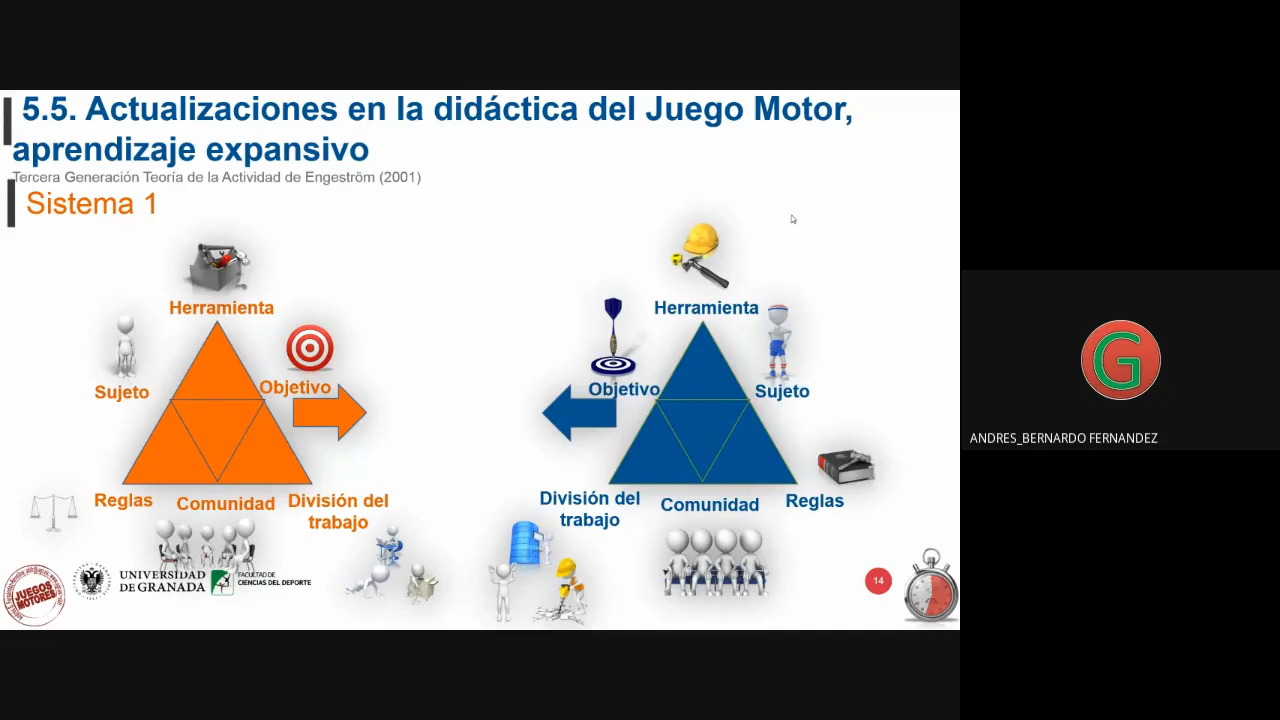 5.5. Actualizaciones en la didáctica del Juego Motor,
aprendizaje expansivo
Tercera Generación Teoría de la Actividad de Engeström (2001)
Sistema 1
Herramienta
Sujeto
Objetivo
Reglas
Comunidad
División del
trabajo
Herramienta
Objetivo
Sujeto
División del
trabajo
Comunidad
Reglas
JUEGOS
MOTORES
UNIVERSIDAD
DE GRANADA
FACULTAD DE
CIENCIAS DEL DEPORTE
14
G
ANDRES_BERNARDO FERNANDEZ